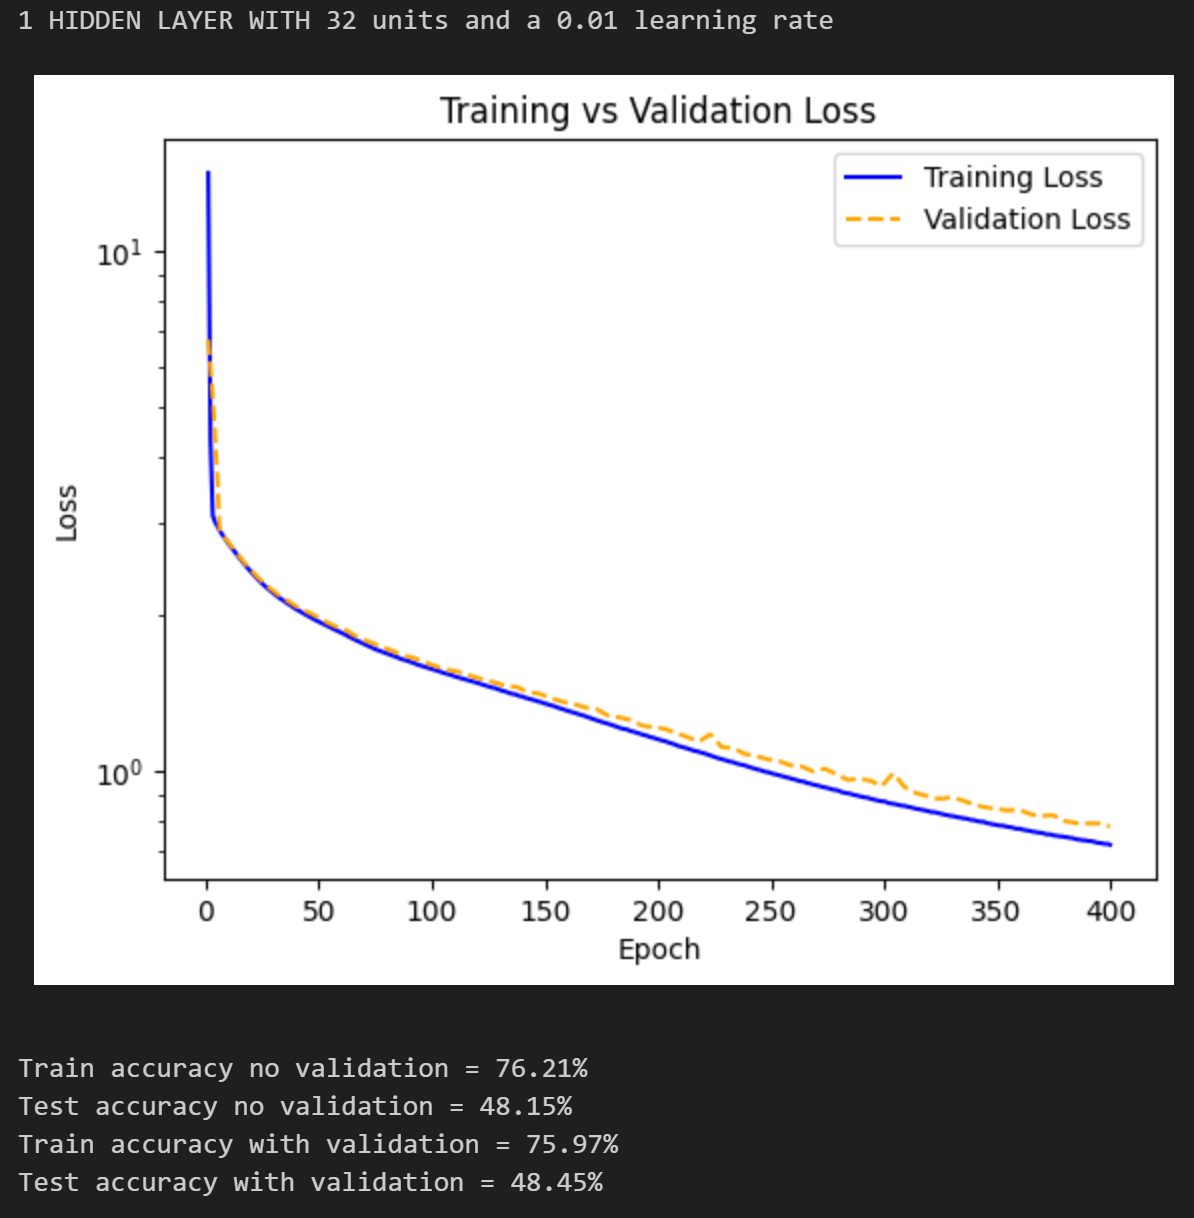 1 HIDDEN LAYER WITH 32 units and a 0.01 learning rate
Training vs Validation Loss
Training Loss
Validation Loss
10¹
10⁰
Loss
0 50 100 150 200 250 300 350 400
Epoch
Train accuracy no validation = 76.21%
Test accuracy no validation = 48.15%
Train accuracy with validation = 75.97%
Test accuracy with validation = 48.45%